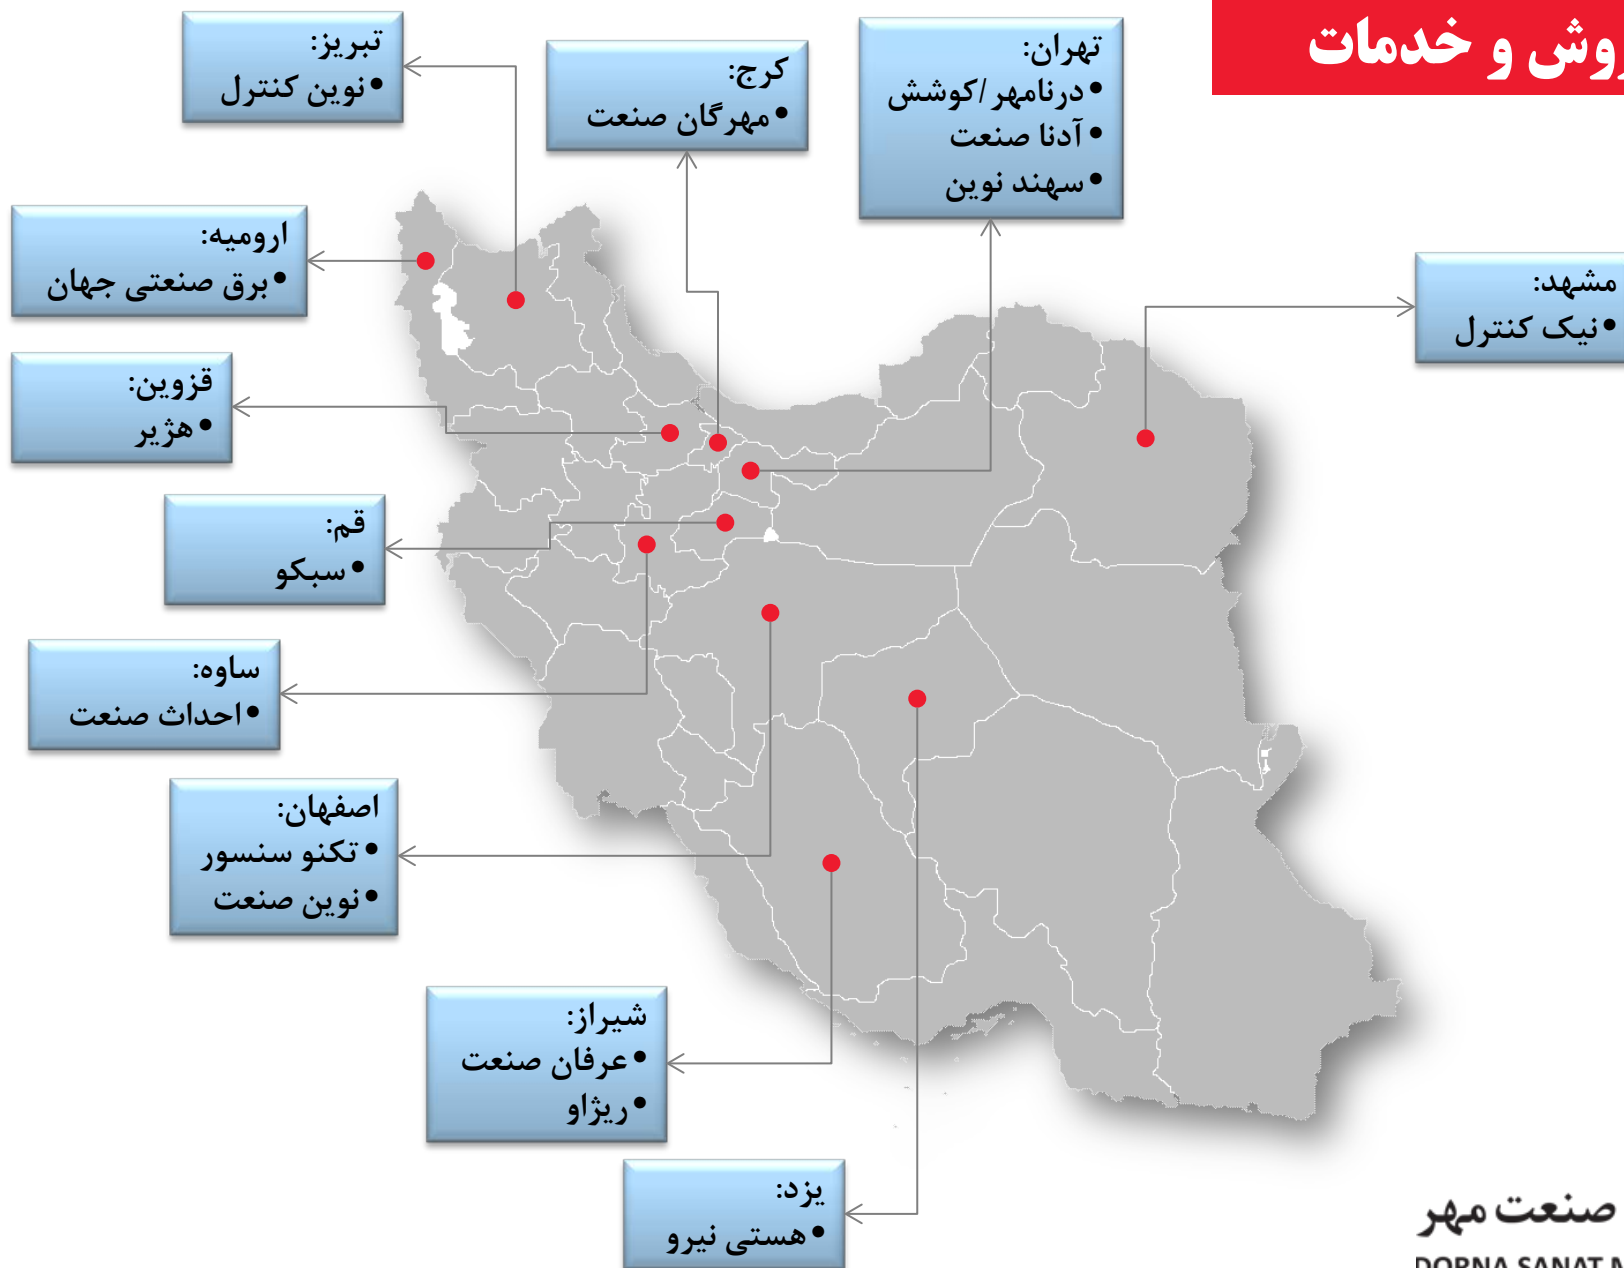 روش و خدمات
تهران:
• درنامهر/کوشش
• آدنا صنعت
• سهند نوین
کرج:
• مهرگان صنعت
تبریز:
• نوین کنترل
ارومیه:
• برق صنعتی جهان
مشهد:
• نیک کنترل
قزوین:
• هژیر
قم:
• سبکو
ساوه:
• احداث صنعت
اصفهان:
• تکنو سنسور
• نوین صنعت
شیراز:
• عرفان صنعت
• ریژاو
یزد:
• هستی نیرو
صنعت مهر
DORNA SANAT M